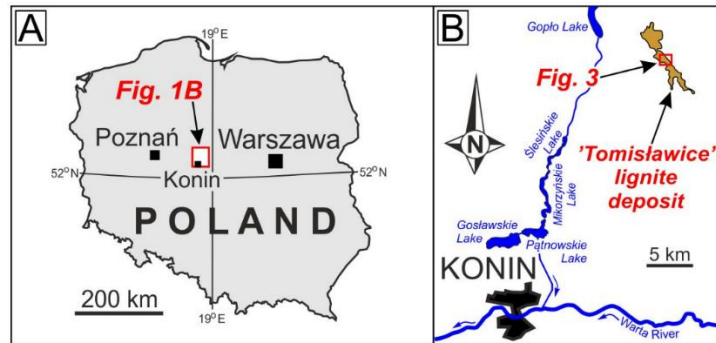 A
19°E
Fig. 1B
Poznań
Warszawa
52°N
52°N
Konin
POLAND
200 km
19°E
B
Gopło Lake
Fig. 3
Ślesińskie
Lake
'Tomisławice'
lignite
deposit
N
Mikorzyńskie
Lake
Gosławskie
Lake
Pątnowskie
Lake
5 km
KONIN
Warta River